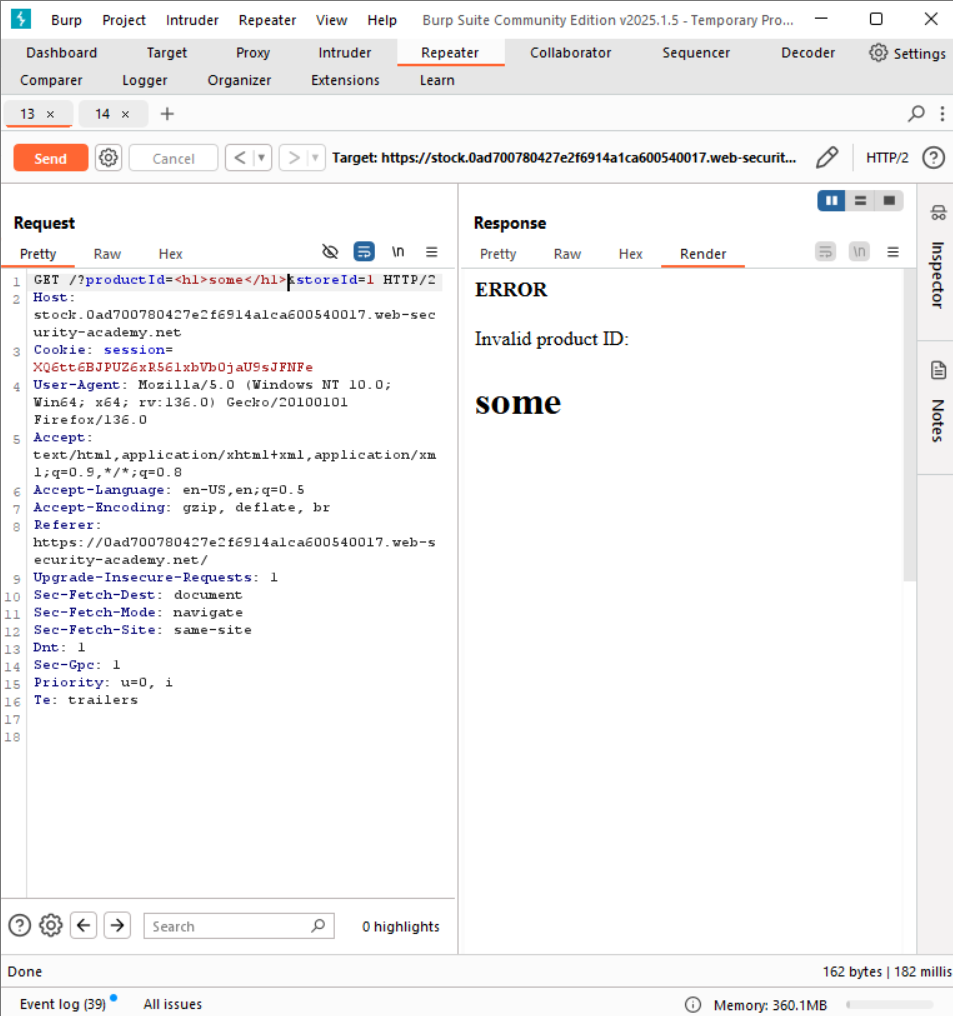 Burp Project Intruder Repeater View Help Burp Suite Community Edition v2025.1.5 - Temporary Pro...
Dashboard Target Proxy Intruder Repeater Collaborator Sequencer Decoder Settings
Comparer Logger Organizer Extensions Learn
13 × 14 × +
Send Cancel < > Target: https://stock.0ad700780427e2f6914a1ca600540017.web-securit... HTTP/2 ?
Request
Pretty Raw Hex \n
1 GET /?productId=<h1>some</h1>&storeId=1 HTTP/2
2 Host:
stock.0ad700780427e2f6914a1ca600540017.web-sec
urity-academy.net
3 Cookie: session=
XQ6tt6BJPUZ6xR561xbVb0jaU9sJFNFe
4 User-Agent: Mozilla/5.0 (Windows NT 10.0;
Win64; x64; rv:136.0) Gecko/20100101
Firefox/136.0
5 Accept:
text/html,application/xhtml+xml,application/xm
l;q=0.9,*/*;q=0.8
6 Accept-Language: en-US,en;q=0.5
7 Accept-Encoding: gzip, deflate, br
8 Referer:
https://0ad700780427e2f6914a1ca600540017.web-s
ecurity-academy.net/
9 Upgrade-Insecure-Requests: 1
10 Sec-Fetch-Dest: document
11 Sec-Fetch-Mode: navigate
12 Sec-Fetch-Site: same-site
13 Dnt: 1
14 Sec-Gpc: 1
15 Priority: u=0, i
16 Te: trailers
17
18
? Search 0 highlights
Response
Pretty Raw Hex Render \n
ERROR
Invalid product ID:
some
Inspector
Notes
Done 162 bytes | 182 millis
Event log (39) All issues Memory: 360.1MB